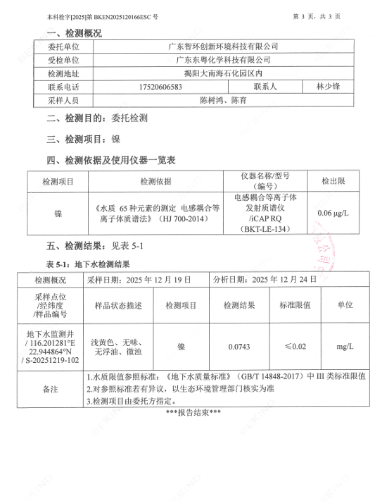 本科检字[2025]第 BKEN2025120166ESC 号 第 3 页，共 3 页
一、检测概况
委托单位 广东智环创新环境科技有限公司
受检单位 广东东粤化学科技有限公司
检测地址 揭阳大南海石化园区内
联系电话 17520606583 联系人 林少锋
采样人员 陈树鸿、陈育
二、检测目的：委托检测
三、检测项目：镍
四、检测依据及使用仪器一览表
检测项目 检测依据 仪器名称/型号（编号） 检出限
镍 《水质 65 种元素的测定 电感耦合等离子体质谱法》（HJ 700-2014） 电感耦合等离子体发射质谱仪 /iCAP RQ (BKT-LE-134) 0.06 μg/L
五、检测结果：见表 5-1
表 5-1：地下水检测结果
检测概况 采样日期：2025 年 12 月 19 日 分析日期：2025 年 12 月 24 日
采样点位/经纬度/样品编号 样品状态描述 检测项目 检测结果 标准限值 单位
地下水监测井 / 116.201281°E 22.944864°N / S-20251219-102 浅黄色、无味、无浮油、微浊 镍 0.0743 ≤0.02 mg/L
备注 1.水质限值参照标准：《地下水质量标准》（GB/T 14848-2017）中 III 类标准限值
2.对参照标准若有异议，以生态环境管理部门核实为准
3.检测项目由委托方指定。
***报告结束***